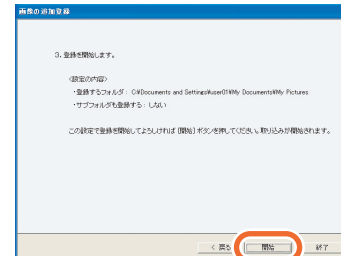 画像の追加登録
3. 登録を開始します。
<設定の内容>
・登録するフォルダ： C:¥Documents and Settings¥user01¥My Documents¥My Pictures
・サブフォルダも登録する： しない
この設定で登録を開始してよろしければ [開始] ボタンを押してください。取り込みが開始されます。
< 戻る 開始 終了